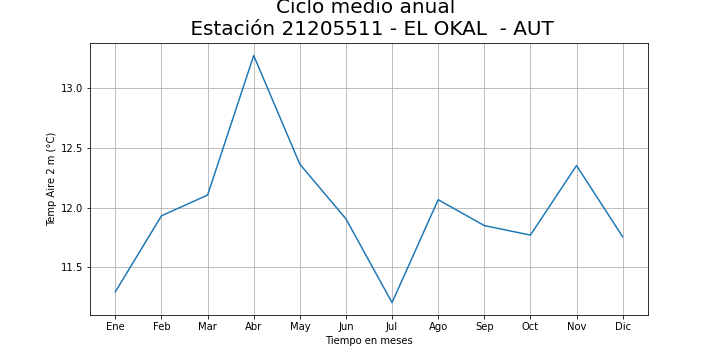 Ciclo medio anual
Estación 21205511 - EL OKAL - AUT
Temp Aire 2 m (°C)
13.0
12.5
12.0
11.5
Ene Feb Mar Abr May Jun Jul Ago Sep Oct Nov Dic
Tiempo en meses